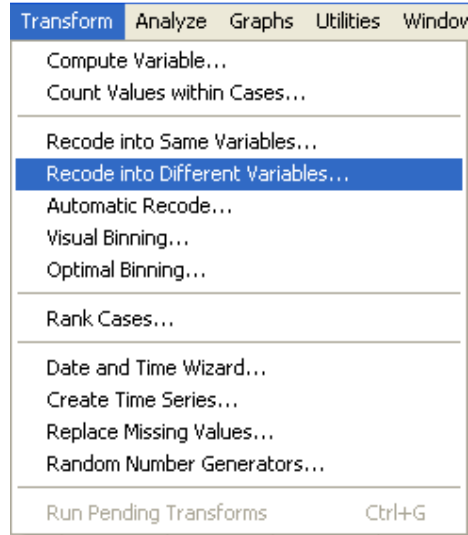 Transform Analyze Graphs Utilities Window
Compute Variable...
Count Values within Cases...
Recode into Same Variables...
Recode into Different Variables...
Automatic Recode...
Visual Binning...
Optimal Binning...
Rank Cases...
Date and Time Wizard...
Create Time Series...
Replace Missing Values...
Random Number Generators...
Run Pending Transforms Ctrl+G